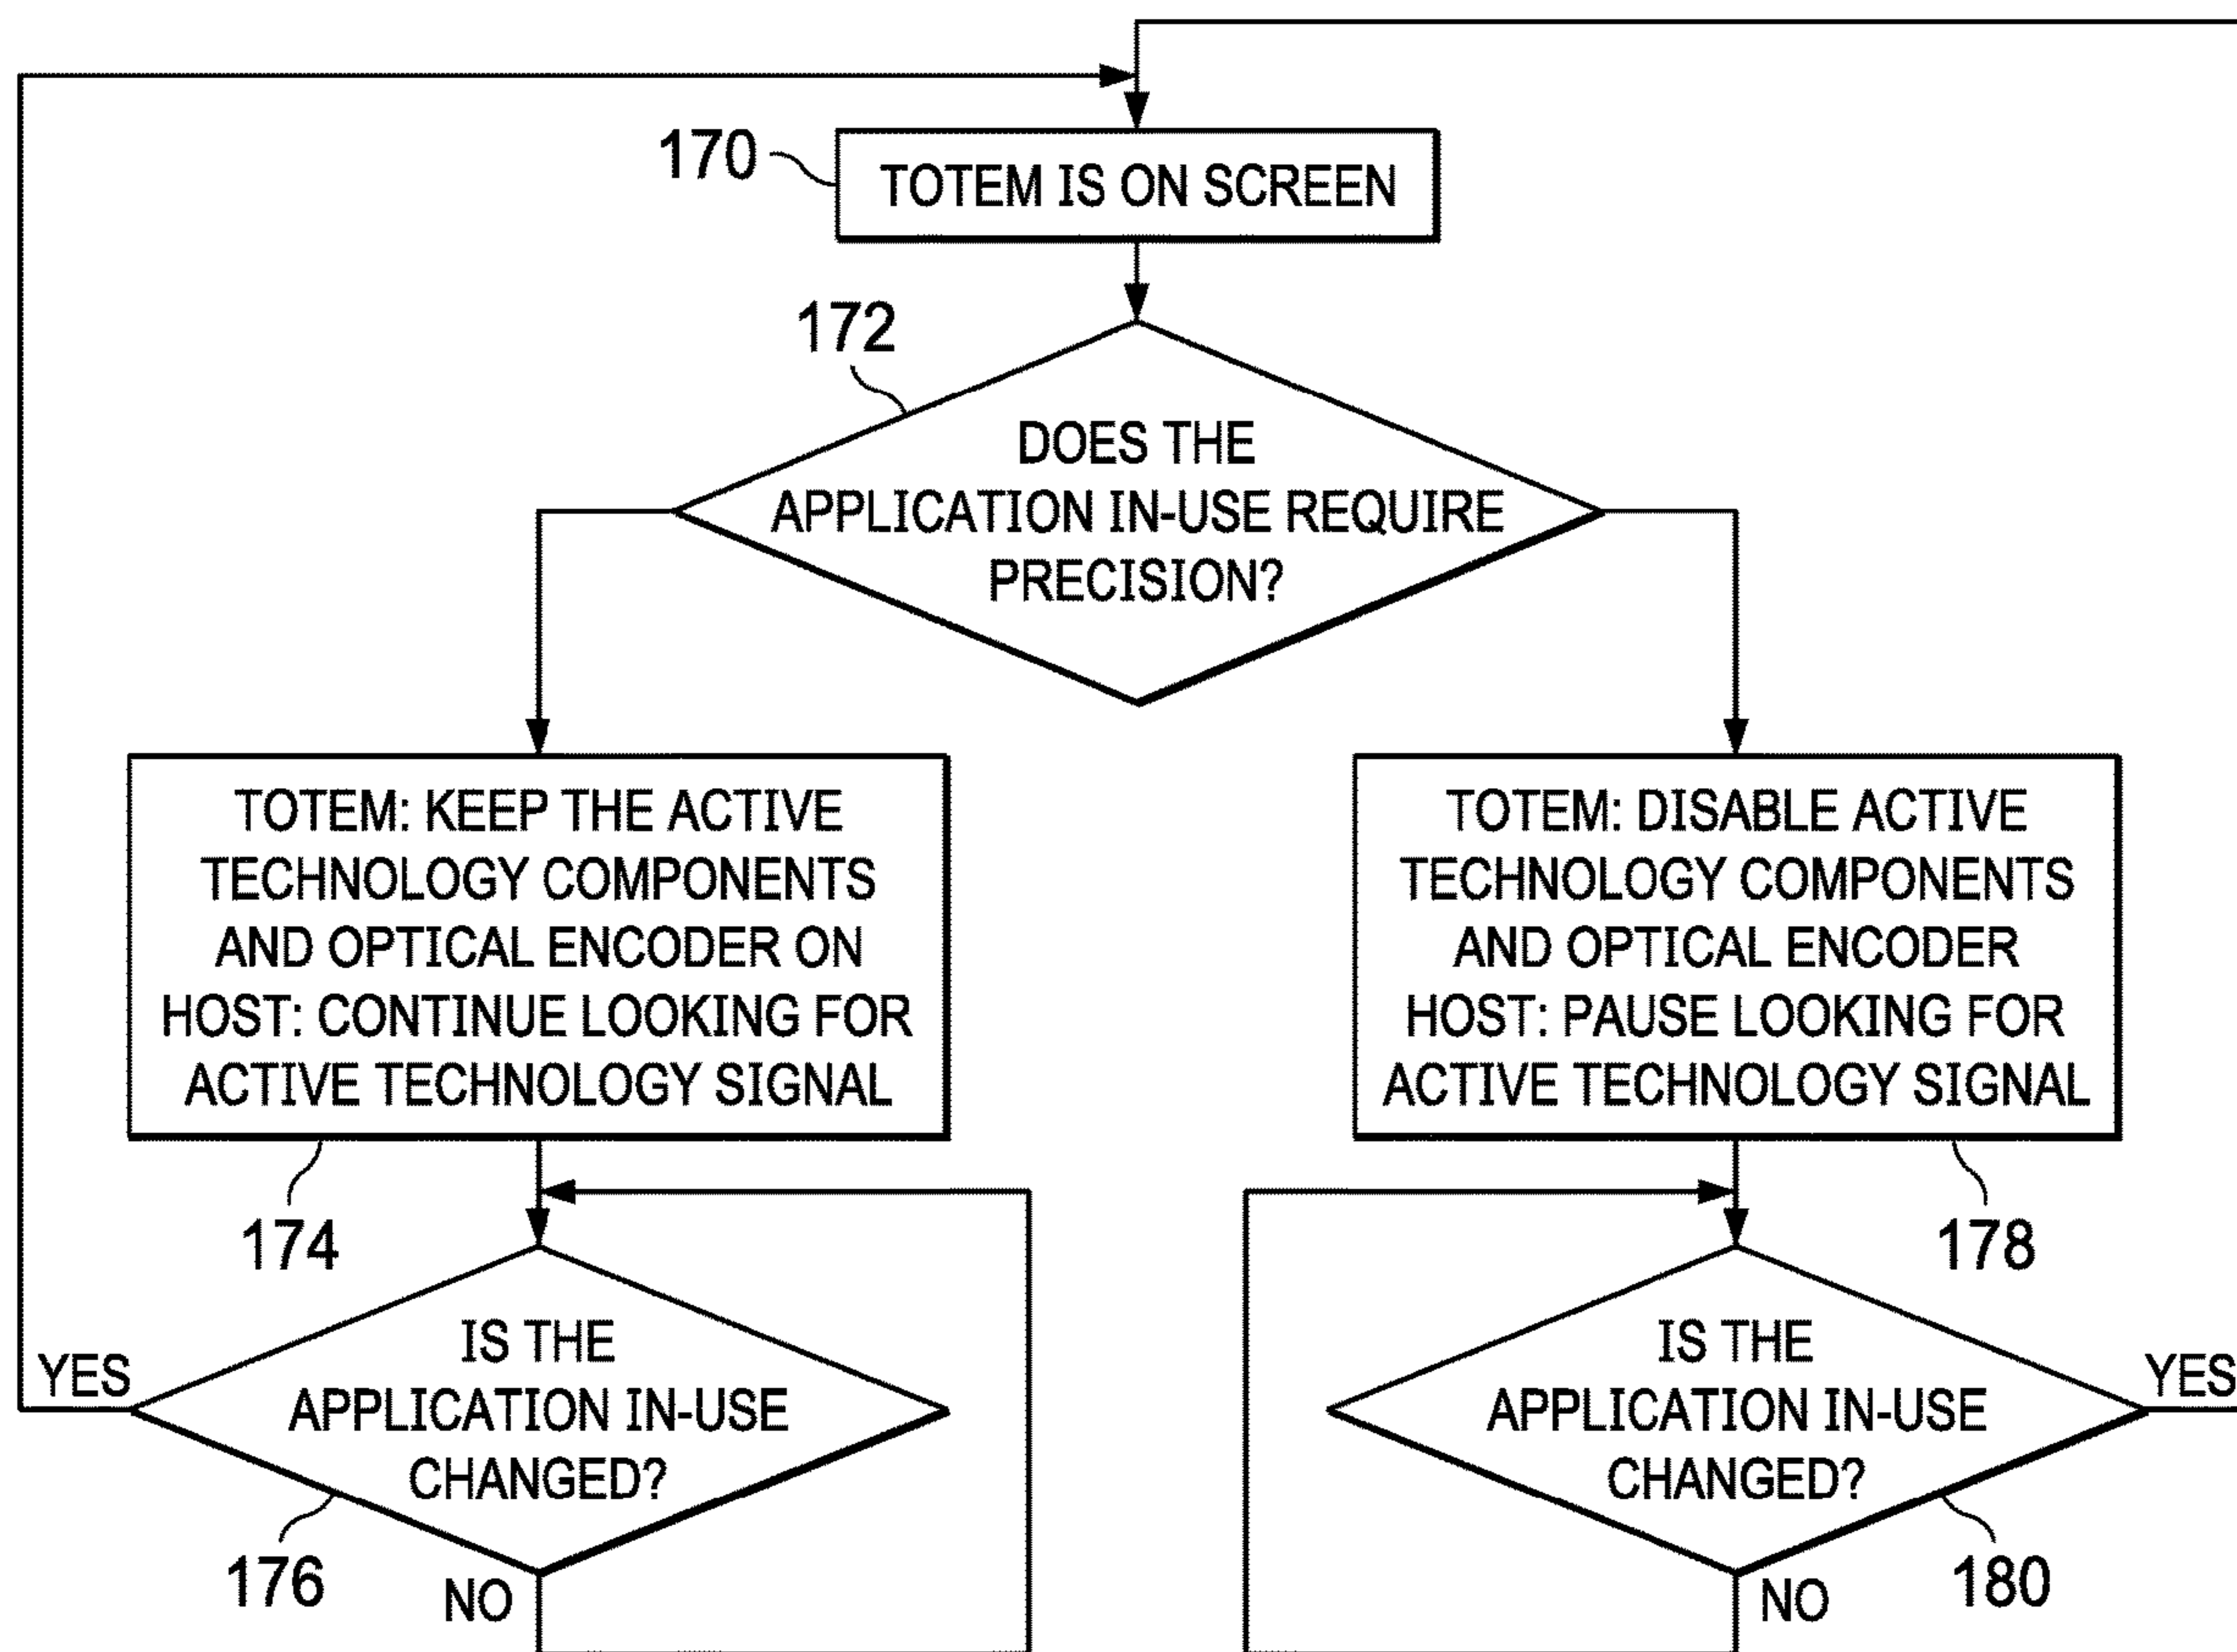 170
TOTEM IS ON SCREEN
172
DOES THE
APPLICATION IN-USE REQUIRE
PRECISION?
TOTEM: KEEP THE ACTIVE
TECHNOLOGY COMPONENTS
AND OPTICAL ENCODER ON
HOST: CONTINUE LOOKING FOR
ACTIVE TECHNOLOGY SIGNAL
174
TOTEM: DISABLE ACTIVE
TECHNOLOGY COMPONENTS
AND OPTICAL ENCODER
HOST: PAUSE LOOKING FOR
ACTIVE TECHNOLOGY SIGNAL
178
YES
IS THE
APPLICATION IN-USE
CHANGED?
176
NO
IS THE
APPLICATION IN-USE
CHANGED?
YES
180
NO